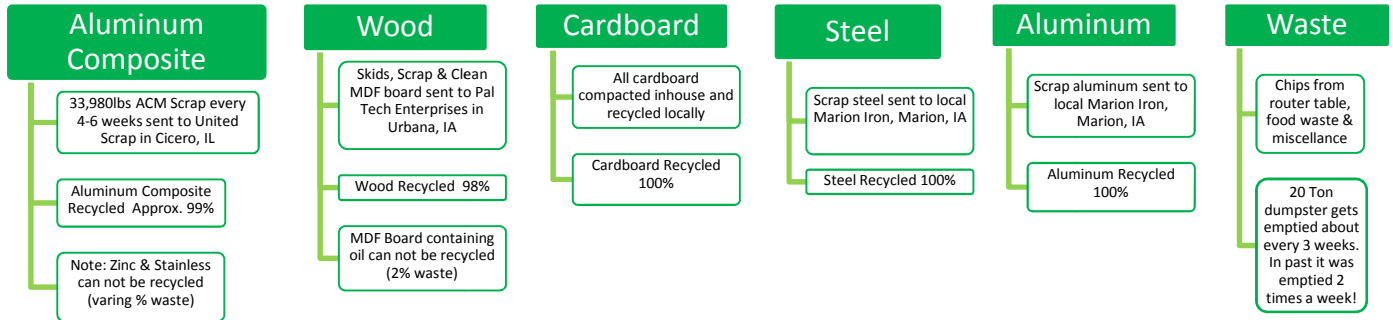 Aluminum
Composite
33,980lbs ACM Scrap every
4-6 weeks sent to United
Scrap in Cicero, IL
Aluminum Composite
Recycled Approx. 99%
Note: Zinc & Stainless
can not be recycled
(varing % waste)
Wood
Skids, Scrap & Clean
MDF board sent to Pal
Tech Enterprises in
Urbana, IA
Wood Recycled 98%
MDF Board containing
oil can not be recycled
(2% waste)
Cardboard
All cardboard
compacted inhouse and
recycled locally
Cardboard Recycled
100%
Steel
Scrap steel sent to local
Marion Iron, Marion, IA
Steel Recycled 100%
Aluminum
Scrap aluminum sent to
local Marion Iron,
Marion, IA
Aluminum Recycled
100%
Waste
Chips from
router table,
food waste &
miscellance
20 Ton
dumpster gets
emptied about
every 3 weeks.
In past it was
emptied 2
times a week!